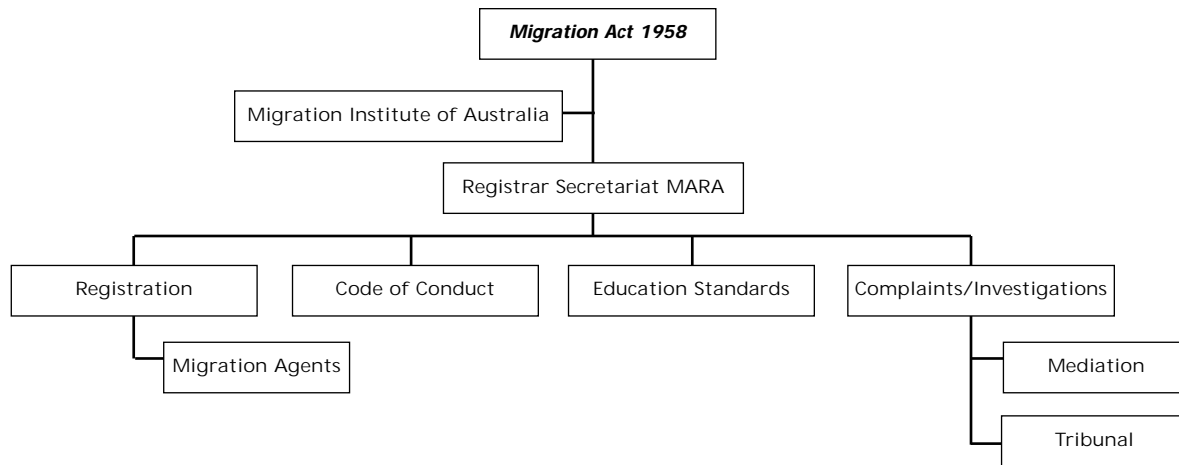 Migration Act 1958
Migration Institute of Australia
Registrar Secretariat MARA
Registration
Code of Conduct
Education Standards
Complaints/Investigations
Migration Agents
Mediation
Tribunal